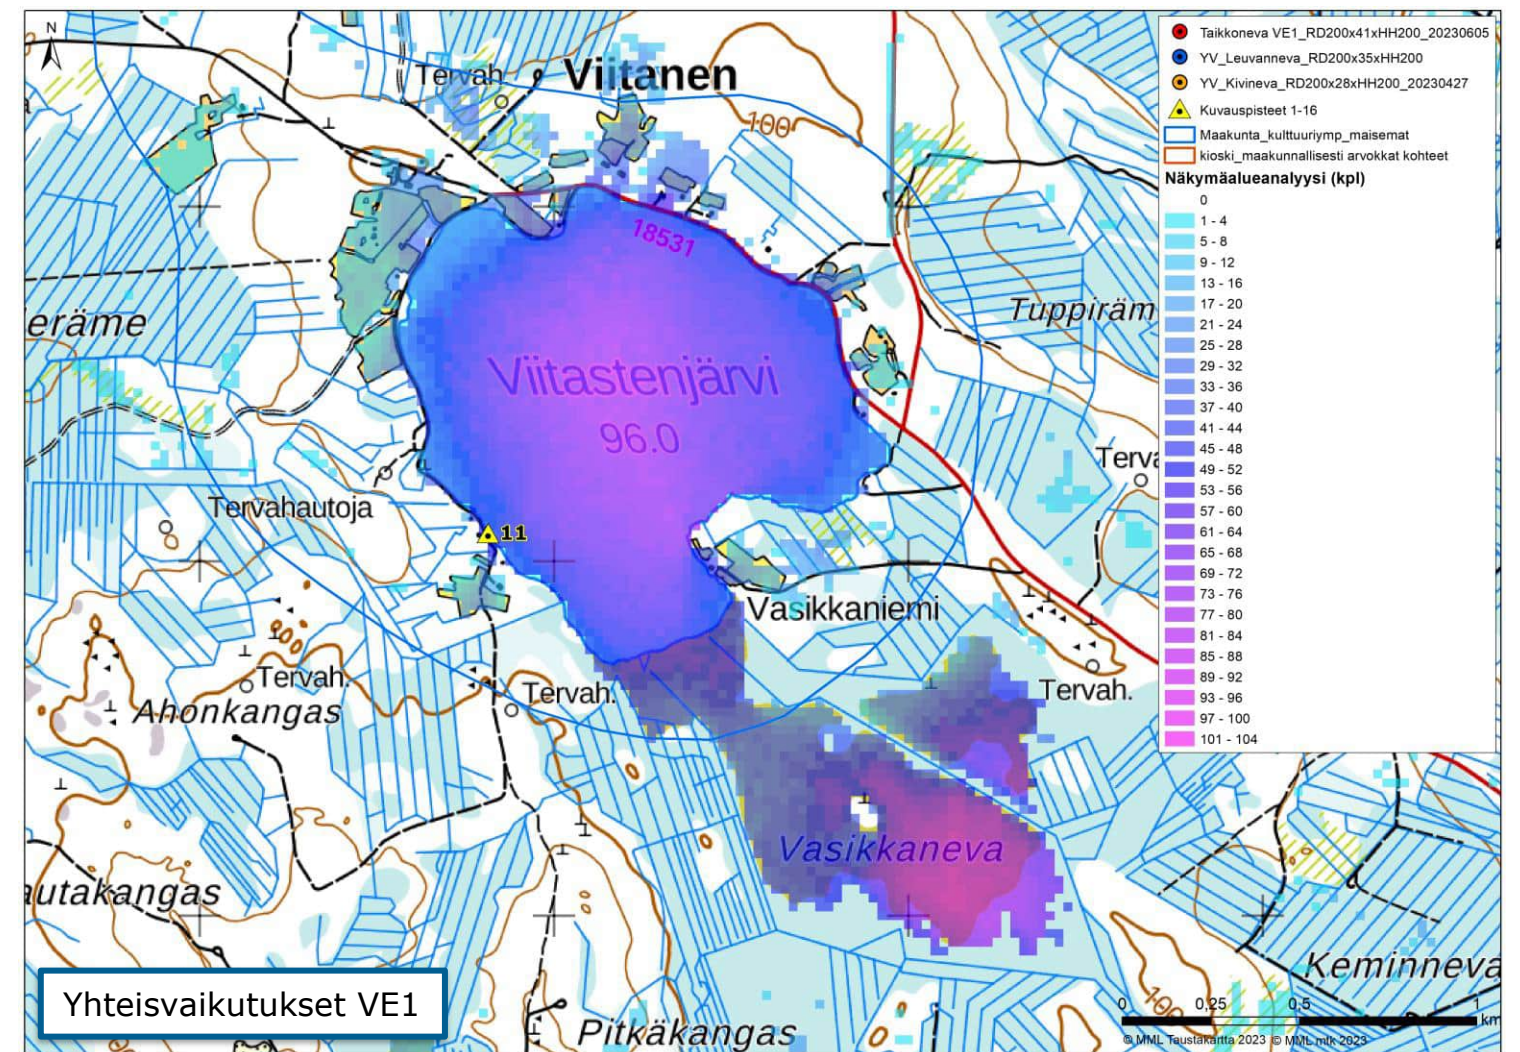 N
Taikkoneva VE1_RD200x41xHH200_20230605
YV_Leuvanneva_RD200x35xHH200
YV_Kivineva_RD200x28xHH200_20230427
Kuvauspisteet 1-16
Maakunta_kulttuuriymp_maisemat
kioski_maakunnallisesti arvokkat kohteet
Näkymäalueanalyysi (kpl)
0
1 - 4
5 - 8
9 - 12
13 - 16
17 - 20
21 - 24
25 - 28
29 - 32
33 - 36
37 - 40
41 - 44
45 - 48
49 - 52
53 - 56
57 - 60
61 - 64
65 - 68
69 - 72
73 - 76
77 - 80
81 - 84
85 - 88
89 - 92
93 - 96
97 - 100
101 - 104
Tervah.
Viitanen
100
18531
eräme
Tuppiräm
Viitastenjärvi
96.0
Terva
Tervahautoja
11
Vasikkaniemi
Tervah.
Tervah.
Tervah.
Ahonkangas
Vasikkaneva
autakangas
Keminneva
Yhteisvaikutukset VE1
Pitkäkangas
100
0 0,25 0,5 1
km
© MML Taustakartta 2023 © MML mtk 2023